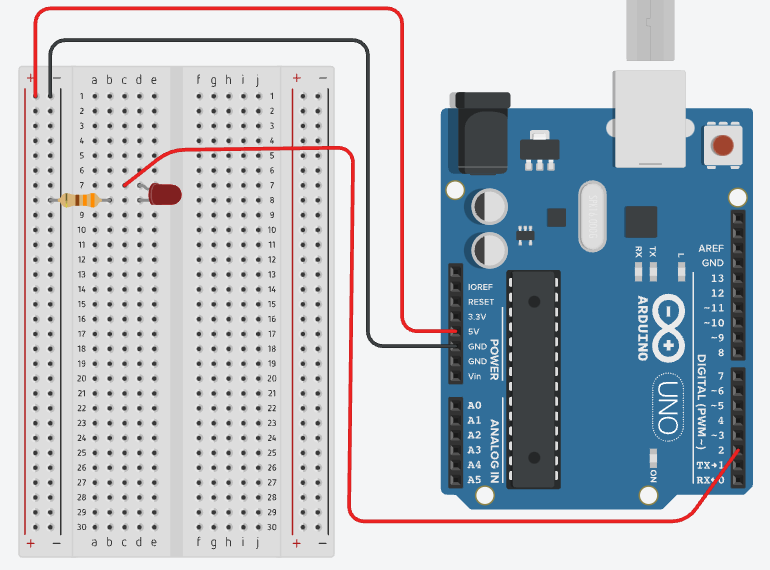 + − a b c d e f g h i j + −
1 1
2 2
3 3
4 4
5 5
6 6
7 7
8 8
9 9
10 10
11 11
12 12
13 13
14 14
15 15
16 16
17 17
18 18
19 19
20 20
21 21
22 22
23 23
24 24
25 25
26 26
27 27
28 28
29 29
30 30
+ − a b c d e f g h i j + −
IOREF
RESET
3.3V
5V
GND
GND
Vin
POWER
A0
A1
A2
A3
A4
A5
ANALOG IN
RX
TX
L
ARDUINO
UNO
ON
AREF
GND
13
12
~11
~10
~9
8
7
~6
~5
4
~3
2
TX→1
RX←0
DIGITAL (PWM~)